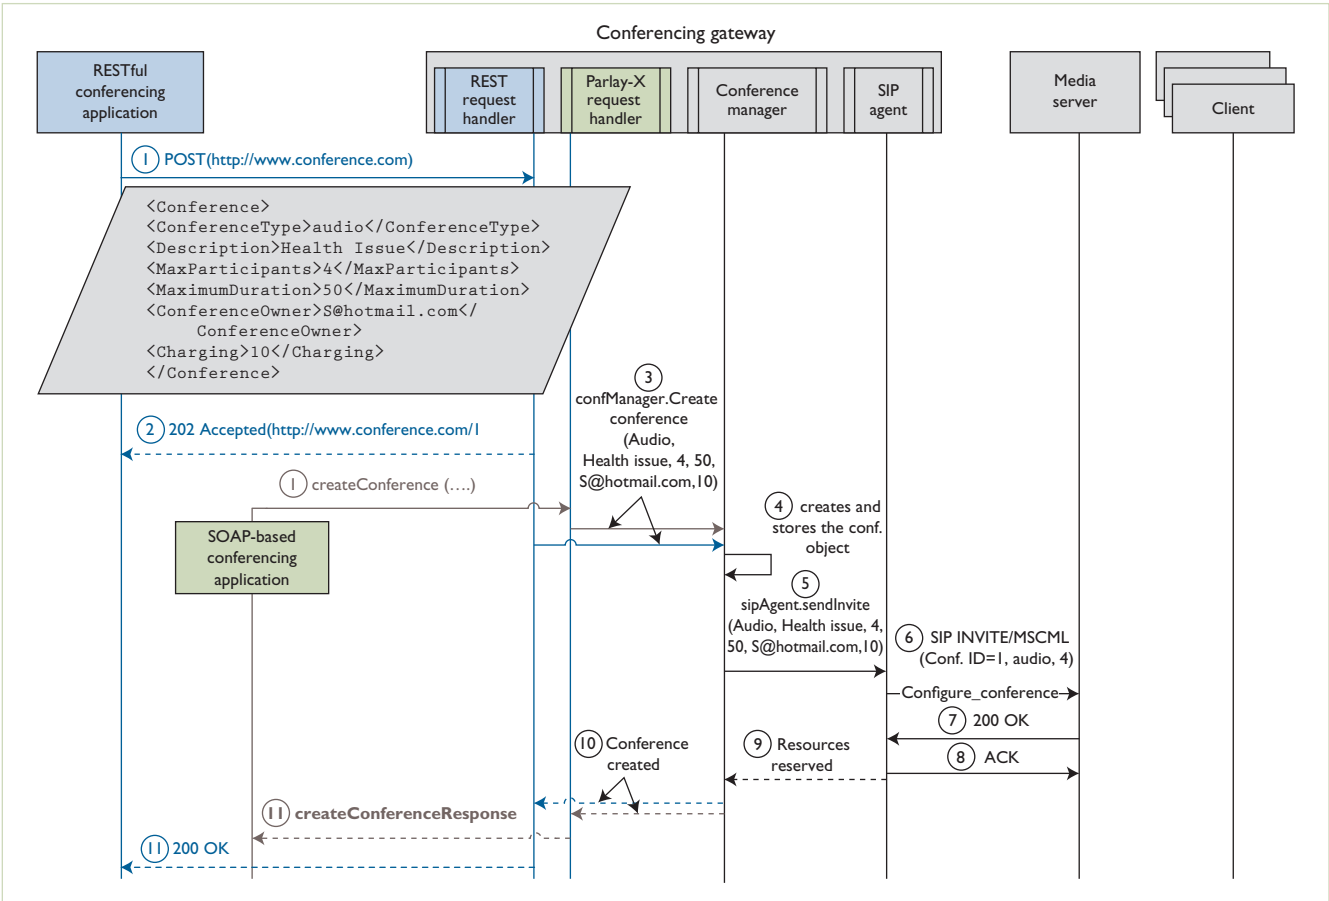 Conferencing gateway
RESTful
conferencing
application
REST
request
handler
Parlay-X
request
handler
Conference
manager
SIP
agent
Media
server
Client
1 POST(http://www.conference.com)
<Conference>
<ConferenceType>audio</ConferenceType>
<Description>Health Issue</Description>
<MaxParticipants>4</MaxParticipants>
<MaximumDuration>50</MaximumDuration>
<ConferenceOwner>S@hotmail.com</
ConferenceOwner>
<Charging>10</Charging>
</Conference>
2 202 Accepted(http://www.conference.com/1
3
confManager.Create
conference
(Audio,
Health issue, 4, 50,
S@hotmail.com,10)
1 createConference (....)
SOAP-based
conferencing
application
4 creates and
stores the conf.
object
5
sipAgent.sendInvite
(Audio, Health issue, 4,
50, S@hotmail.com,10)
6 SIP INVITE/MSCML
(Conf. ID=1, audio, 4)
Configure_conference
7 200 OK
8 ACK
9 Resources
reserved
10 Conference
created
11 createConferenceResponse
11 200 OK